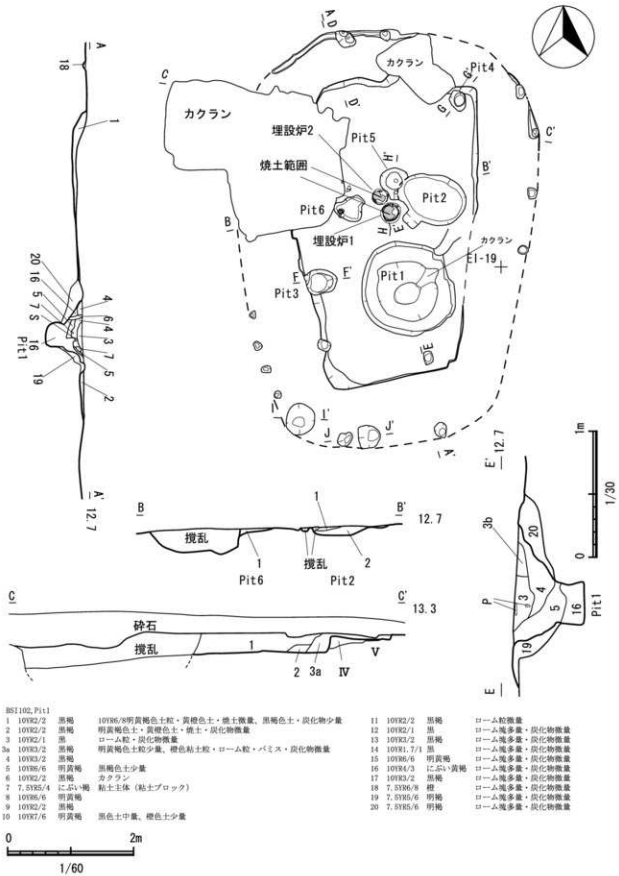 A D
カクラン
Pit4
C
D'
G'
G
C'
カクラン
埋設炉2
Pit5
H'
B'
焼土範囲
Pit2
Pit6
B
埋設炉1
H
E'
カクラン
EI-19
F
F'
Pit1
Pit3
E
I
I'
J
J'
A'
A
18
1
20
16
5
7
S
4
6
4
3
7
5
16
Pit1
19
2
A'
12.7
B
1
B'
12.7
撹乱
1
撹乱
2
Pit6
Pit2
C
C'
13.3
砕石
撹乱
1
2
3a
Ⅳ
Ⅴ
E'
12.7
1m
0
1/30
3b
20
P
3
4
5
16
Pit1
19
E
BSI102,Pit1
1 10YR2/2 黒褐 10YR6/8明黄褐色土粒・黄橙色土・焼土微量、黒褐色土・炭化物少量
2 10YR2/2 黒褐 明黄褐色土・黄橙色土・焼土・炭化物微量
3 10YR2/1 黒 ローム粒・炭化物微量
3a 10YR3/2 黒褐 明黄褐色土粒少量、橙色粘土粒・ローム粒・パミス・炭化物微量
4 10YR3/2 黒褐
5 10YR6/6 明黄褐 黒褐色土少量
6 10YR2/2 黒褐 カクラン
7 7.5YR5/4 にぶい褐 粘土主体（粘土ブロック）
8 10YR6/6 明黄褐
9 10YR2/2 黒褐
10 10YR7/6 明黄褐 黒色土中量、橙色土少量
11 10YR2/2 黒褐 ローム粒微量
12 10YR2/1 黒 ローム塊多量・炭化物微量
13 10YR3/2 黒褐 ローム塊多量・炭化物微量
14 10YR1.7/1 黒 ローム塊多量・炭化物微量
15 10YR6/6 明黄褐 ローム塊多量・炭化物微量
16 10YR4/3 にぶい黄褐 ローム塊多量・炭化物微量
17 10YR3/2 黒褐 ローム塊多量・炭化物微量
18 7.5YR6/8 橙 ローム塊多量・炭化物微量
19 7.5YR5/6 明褐 ローム塊多量・炭化物微量
20 7.5YR5/6 明褐 ローム塊多量・炭化物微量
0
2m
1/60